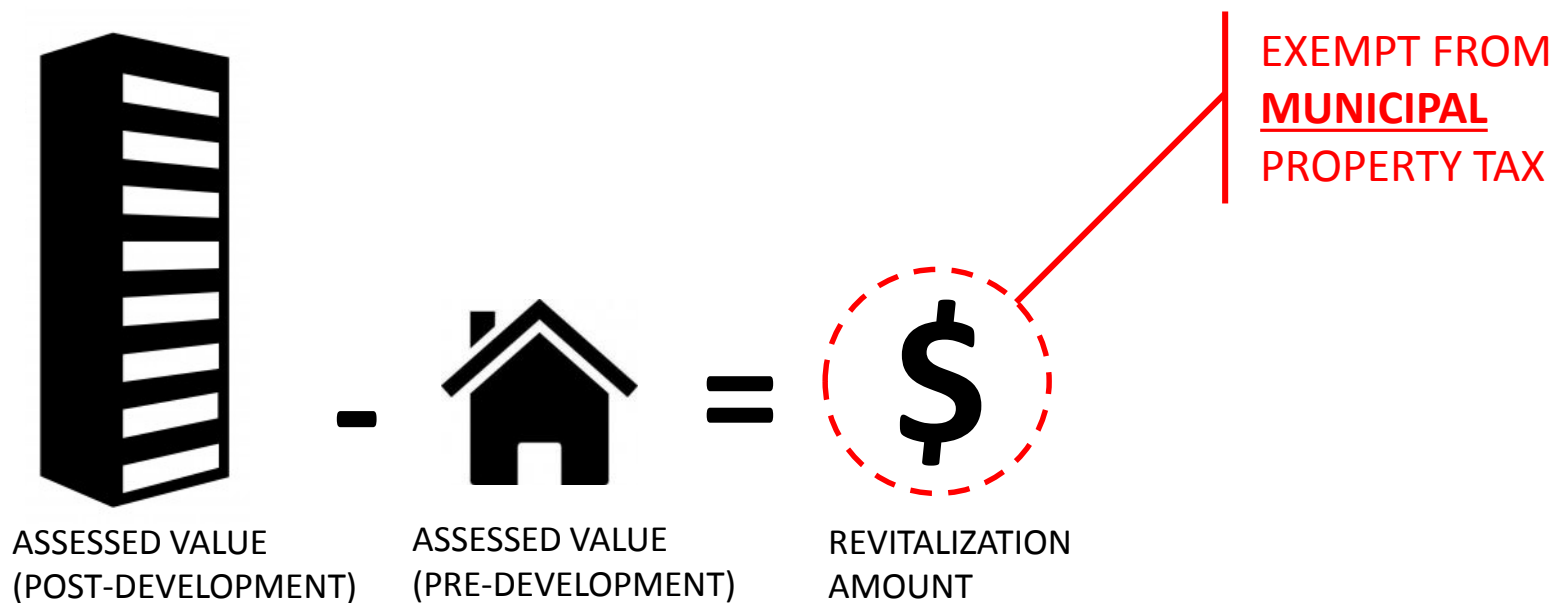 EXEMPT FROM
MUNICIPAL
PROPERTY TAX
- = $
ASSESSED VALUE
(POST-DEVELOPMENT)
ASSESSED VALUE
(PRE-DEVELOPMENT)
REVITALIZATION
AMOUNT